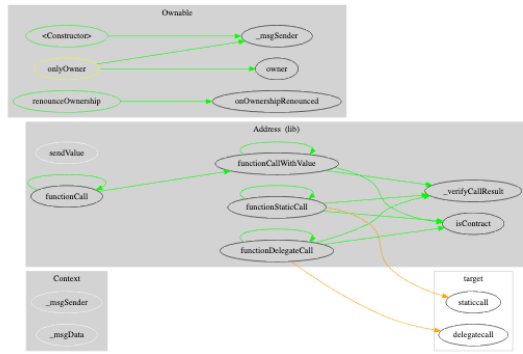 Ownable
<Constructor>
_msgSender
onlyOwner
owner
renounceOwnership
onOwnershipRenounced
Address (lib)
sendValue
functionCallWithValue
functionCall
_verifyCallResult
functionStaticCall
isContract
functionDelegateCall
Context
_msgSender
_msgData
target
staticcall
delegatecall